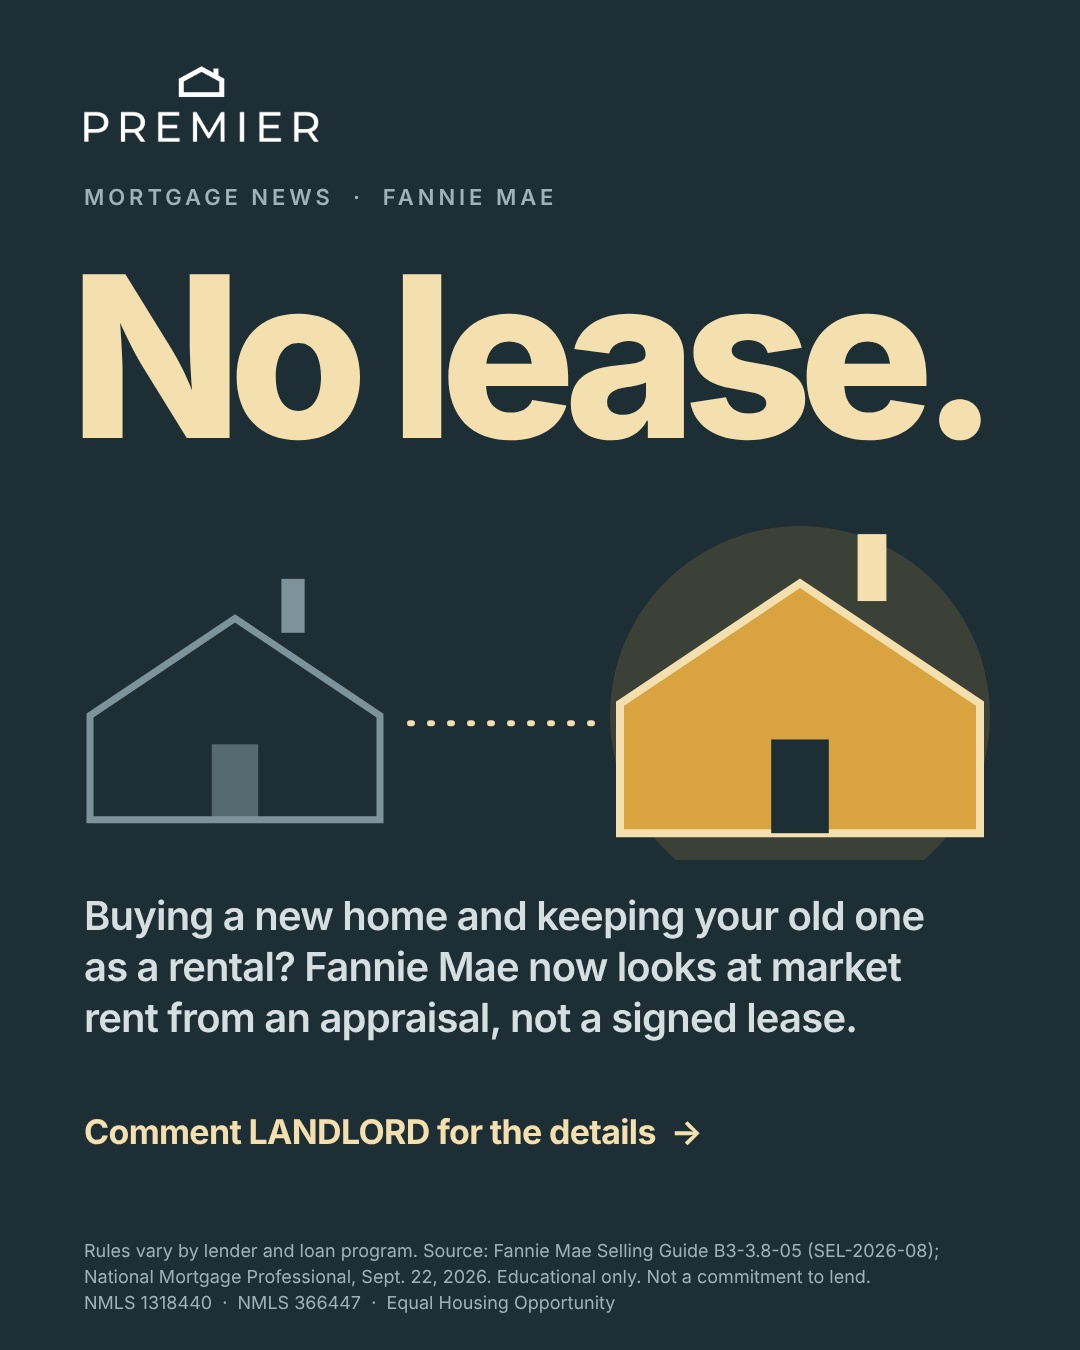 PREMIER
MORTGAGE NEWS · FANNIE MAE
No lease.
Buying a new home and keeping your old one
as a rental? Fannie Mae now looks at market
rent from an appraisal, not a signed lease.
Comment LANDLORD for the details →
Rules vary by lender and loan program. Source: Fannie Mae Selling Guide B3-3.8-05 (SEL-2026-08);
National Mortgage Professional, Sept. 22, 2026. Educational only. Not a commitment to lend.
NMLS 1318440 · NMLS 366447 · Equal Housing Opportunity